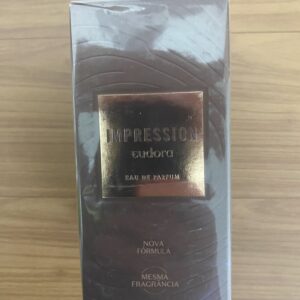 IMPRESSION
eudora
EAU DE PARFUM
NOVA
FÓRMULA
MESMA
FRAGRÂNCIA